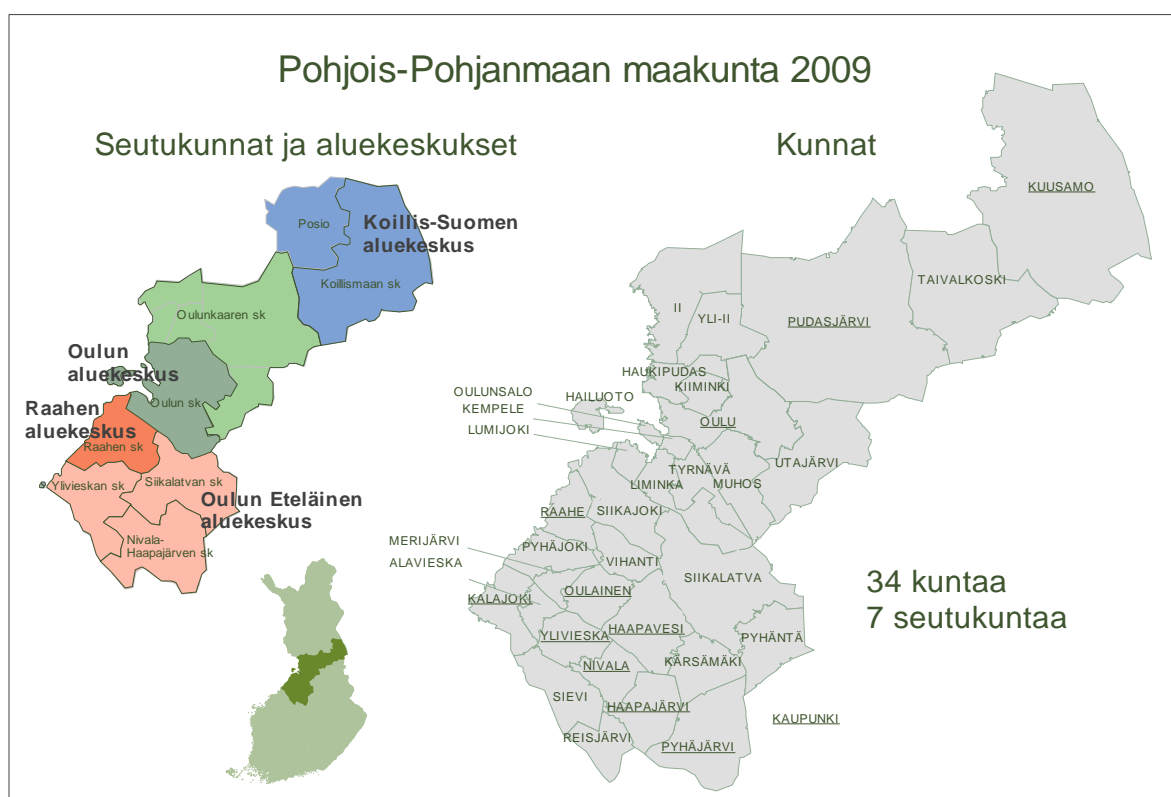 Pohjois-Pohjanmaan maakunta 2009
Seutukunnat ja aluekeskukset
Posio
Koillis-Suomen
aluekeskus
Koillismaan sk
Oulunkaaren sk
Oulun
aluekeskus
Oulun sk
Raahen
aluekeskus
Raahen sk
Ylivieskan sk
Siikalatvan sk
Oulun Eteläinen
aluekeskus
Nivala-
Haapajärven sk
Kunnat
KUUSAMO
TAIVALKOSKI
II
YLI-II
PUDASJÄRVI
HAUKIPUDAS
KIIMINKI
OULUNSALO
HAILUOTO
KEMPELE
OULU
LUMIJOKI
UTAJÄRVI
TYRNÄVÄ
LIMINKA
MUHOS
RAAHE
SIIKAJOKI
MERIJÄRVI
PYHÄJOKI
ALAVIESKA
VIHANTI
SIIKALATVA
KALAJOKI
OULAINEN
YLIVIESKA
HAAPAVESI
PYHÄNTÄ
NIVALA
KÄRSÄMÄKI
SIEVI
HAAPAJÄRVI
REISJÄRVI
PYHÄJÄRVI
34 kuntaa
7 seutukuntaa
KAUPUNKI